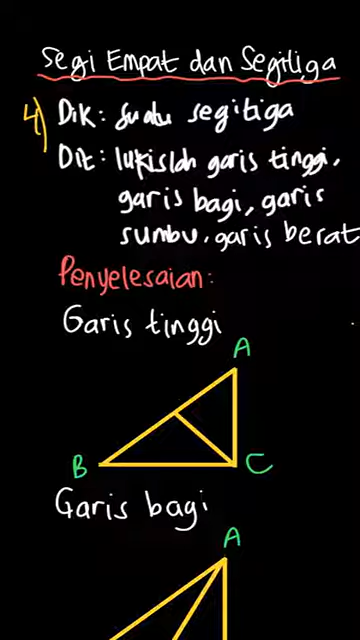 Segi Empat dan Segitiga
4) Dik: Suatu segitiga
Dit: lukislah garis tinggi,
garis bagi, garis
sumbu, garis berat
Penyelesaian:
Garis tinggi
A
B
C
Garis bagi
A